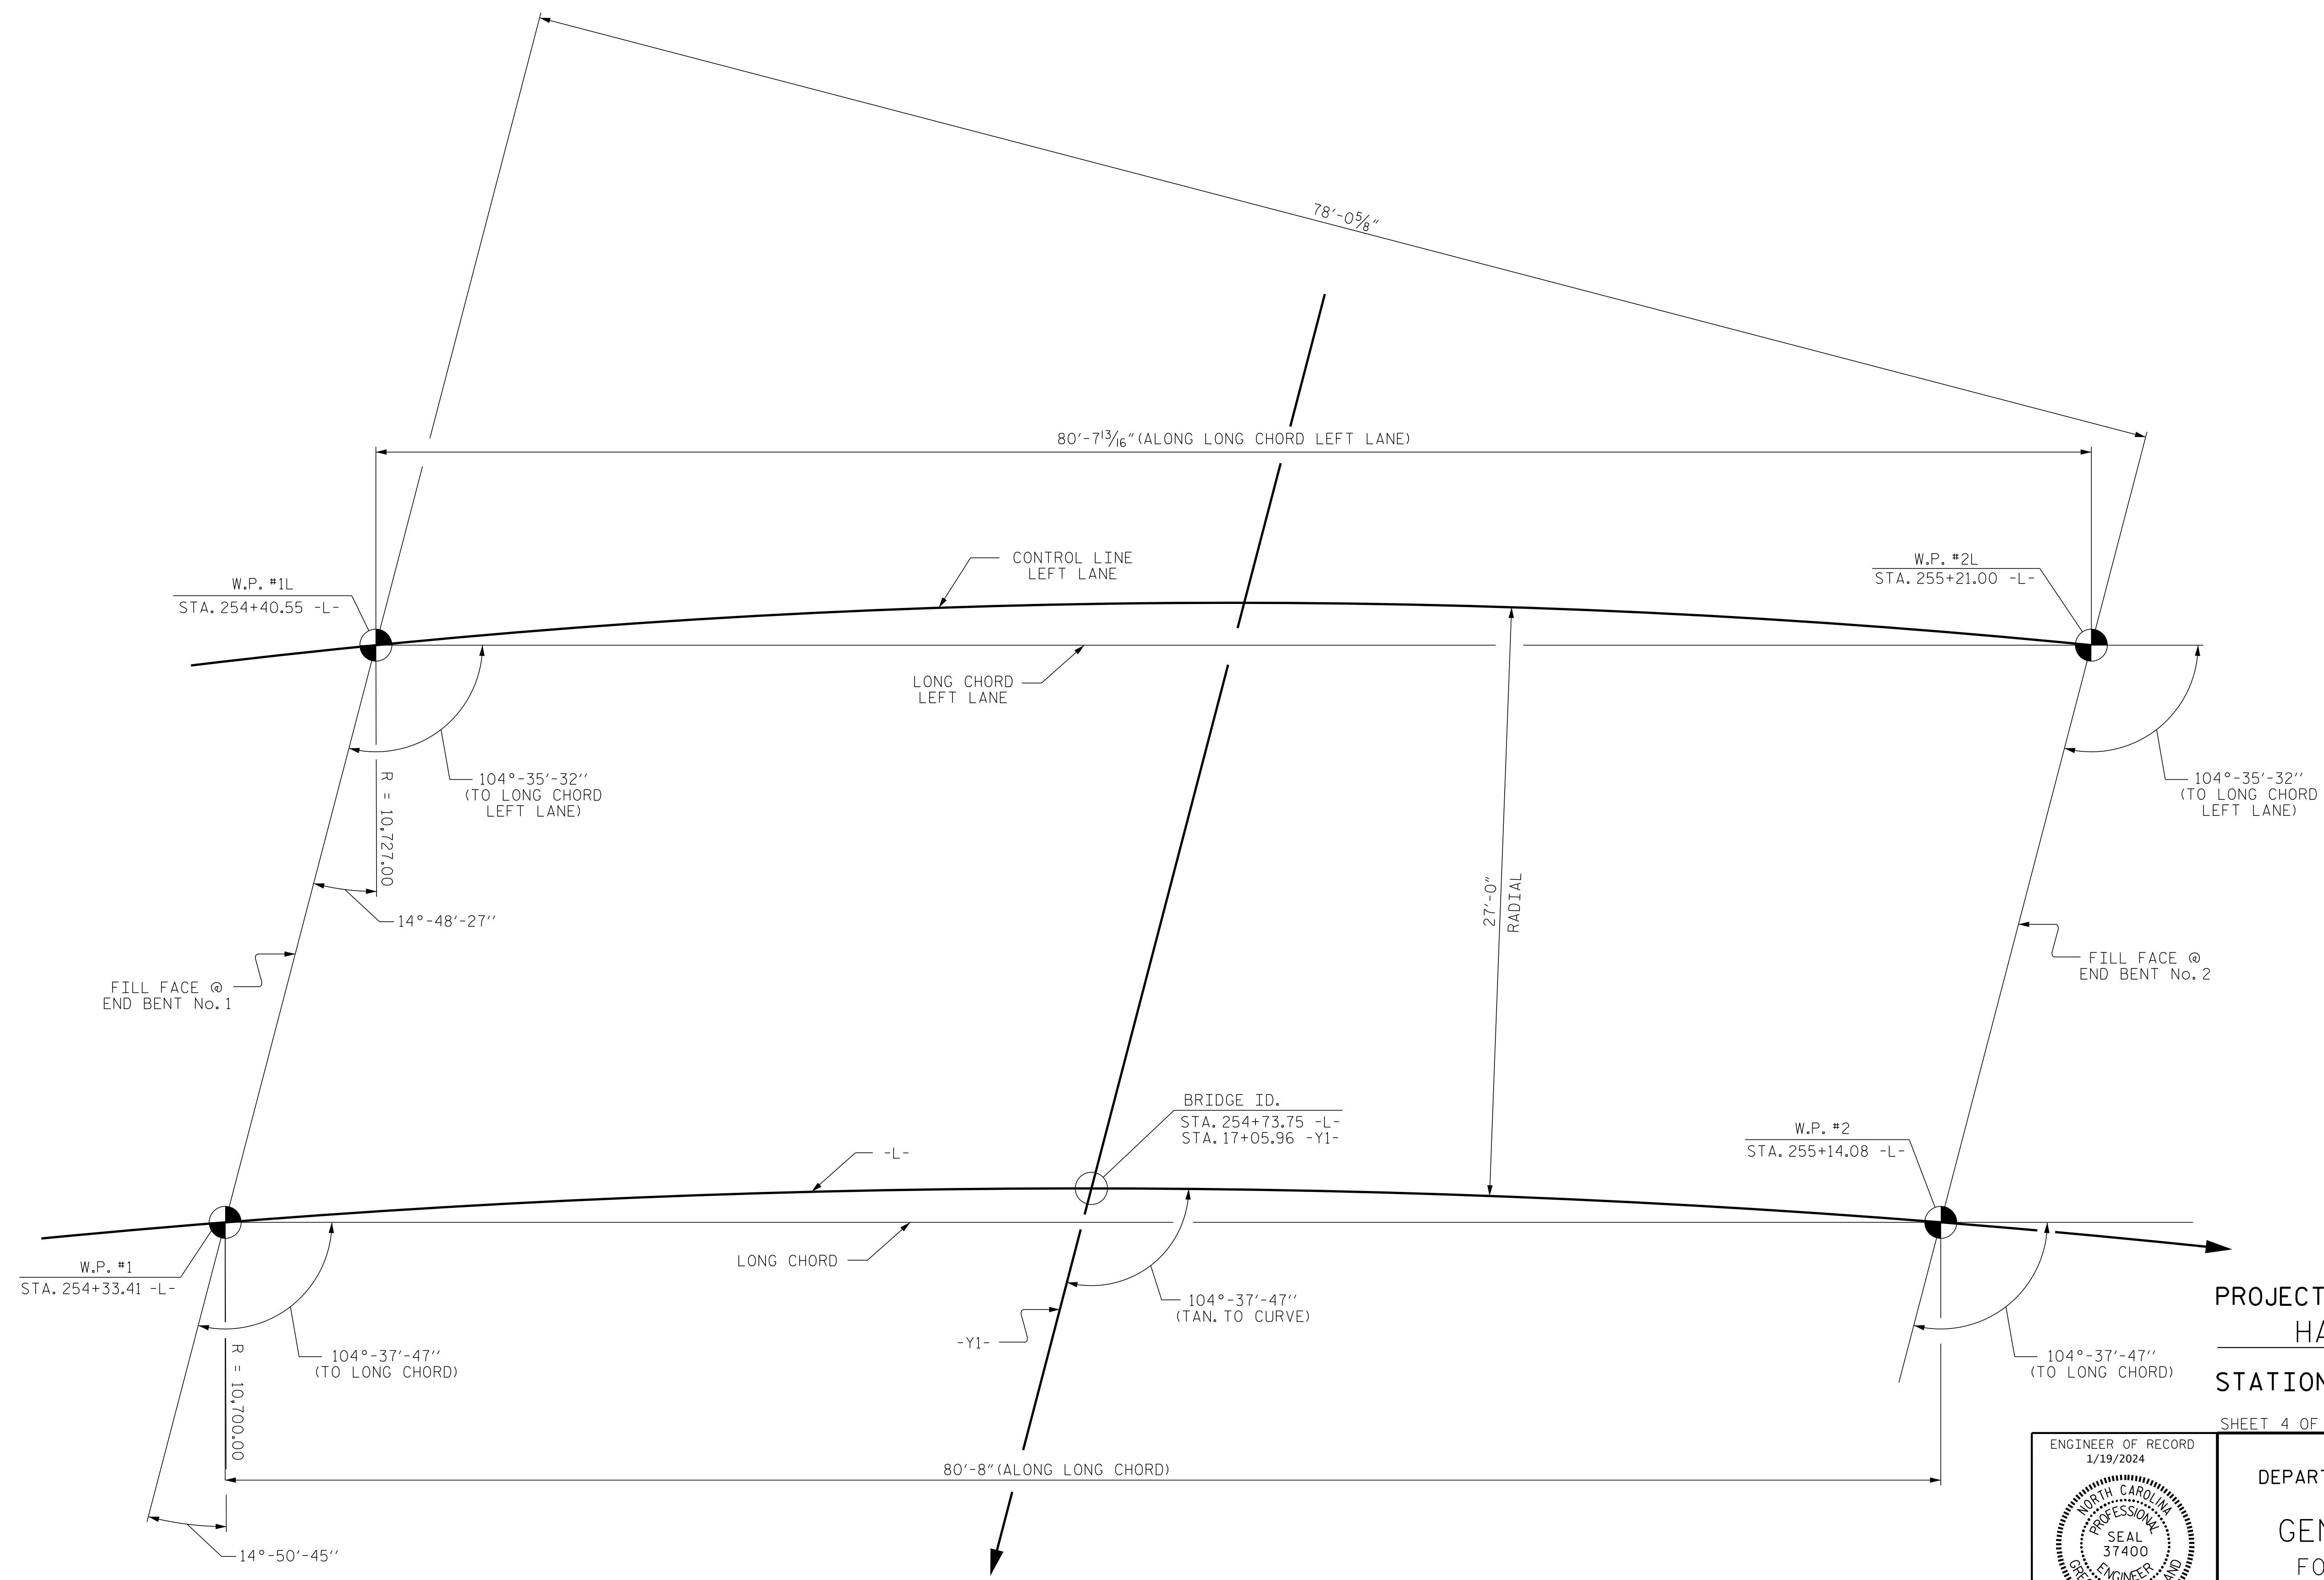 78'-0⅝"
80'-7 13/16" (ALONG LONG CHORD LEFT LANE)
CONTROL LINE
LEFT LANE
W.P. #1L
STA. 254+40.55 -L-
W.P. #2L
STA. 255+21.00 -L-
LONG CHORD
LEFT LANE
104°-35'-32''
(TO LONG CHORD
LEFT LANE)
R = 10,727.00
14°-48'-27''
104°-35'-32''
(TO LONG CHORD
LEFT LANE)
27'-0"
RADIAL
FILL FACE @
END BENT No. 1
FILL FACE @
END BENT No. 2
BRIDGE ID.
STA. 254+73.75 -L-
STA. 17+05.96 -Y1-
-L-
W.P. #2
STA. 255+14.08 -L-
W.P. #1
STA. 254+33.41 -L-
LONG CHORD
104°-37'-47''
(TAN. TO CURVE)
-Y1-
104°-37'-47''
(TO LONG CHORD)
R = 10,700.00
104°-37'-47''
(TO LONG CHORD)
80'-8" (ALONG LONG CHORD)
14°-50'-45''
PROJECT
HA
STATION
SHEET 4 OF
ENGINEER OF RECORD
1/19/2024
NORTH CAROLINA
PROFESSIONAL
SEAL
37400
ENGINEER
DEPART
GEN
FO